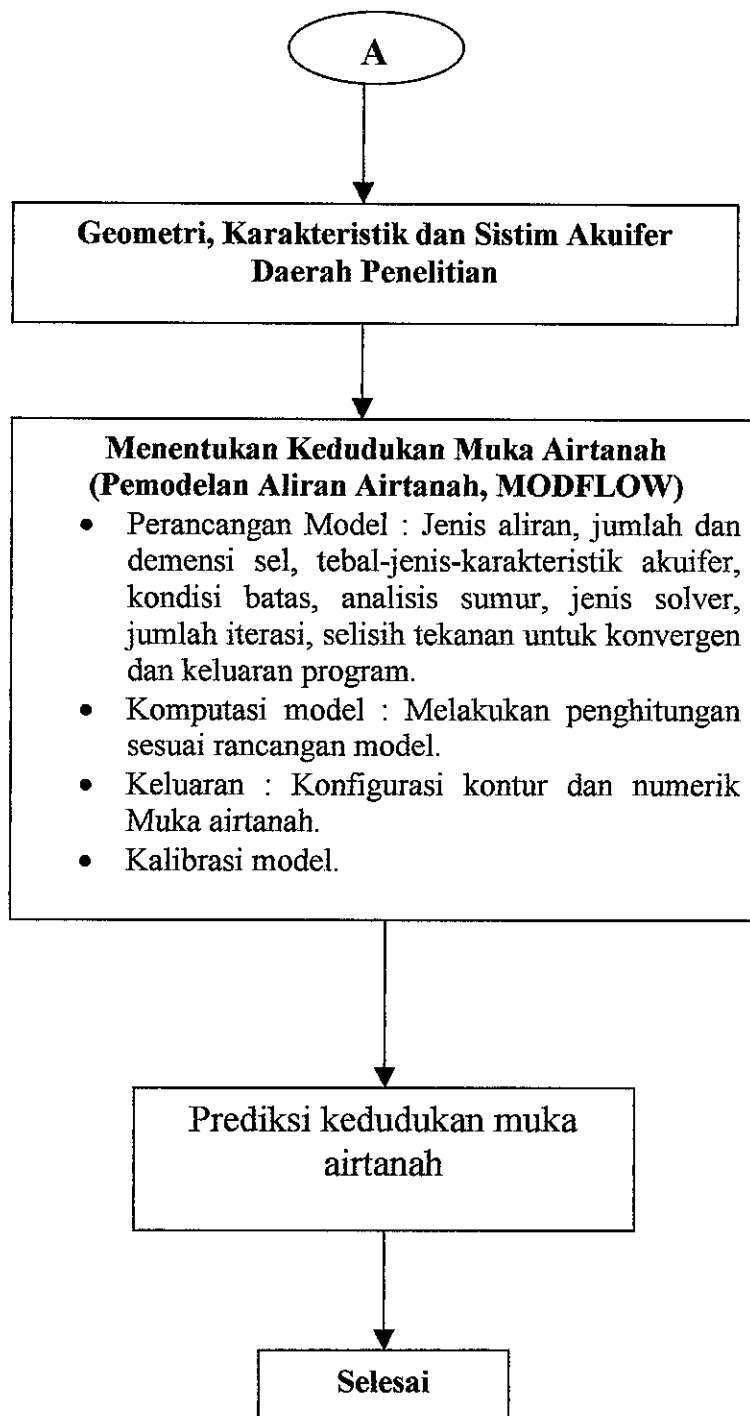 A
Geometri, Karakteristik dan Sistim Akuifer
Daerah Penelitian
Menentukan Kedudukan Muka Airtanah
(Pemodelan Aliran Airtanah, MODFLOW)
• Perancangan Model : Jenis aliran, jumlah dan
demensi sel, tebal-jenis-karakteristik akuifer,
kondisi batas, analisis sumur, jenis solver,
jumlah iterasi, selisih tekanan untuk konvergen
dan keluaran program.
• Komputasi model : Melakukan penghitungan
sesuai rancangan model.
• Keluaran : Konfigurasi kontur dan numerik
Muka airtanah.
• Kalibrasi model.
Prediksi kedudukan muka
airtanah
Selesai